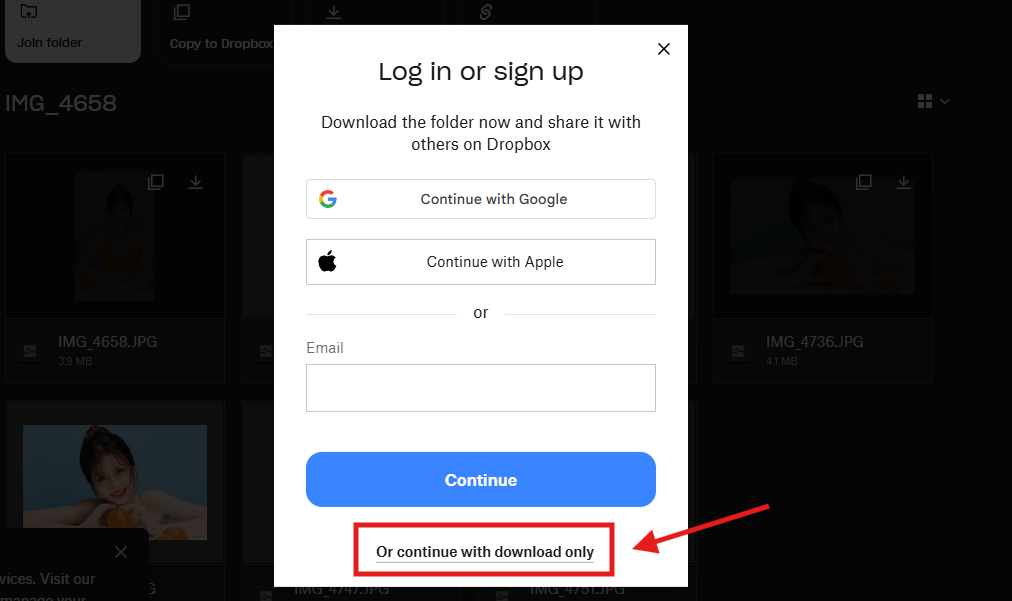 Join folder
Copy to Dropbox
IMG_4658
Log in or sign up
Download the folder now and share it with
others on Dropbox
Continue with Google
Continue with Apple
or
Email
Continue
Or continue with download only
IMG_4658.JPG
3.9 MB
IMG_4736.JPG
4.1 MB
vices. Visit our
manage your
IMG_4747.JPG
IMG_4751.JPG